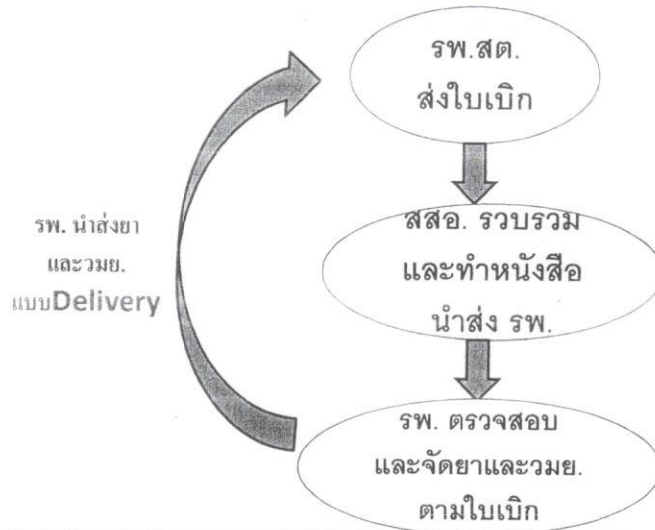 รพ.สต.
ส่งใบเบิก
สสอ. รวบรวม
และทำหนังสือ
นำส่ง รพ.
รพ. ตรวจสอบ
และจัดยาและวมย.
ตามใบเบิก
รพ. นำส่งยา
และวมย.
แบบDelivery